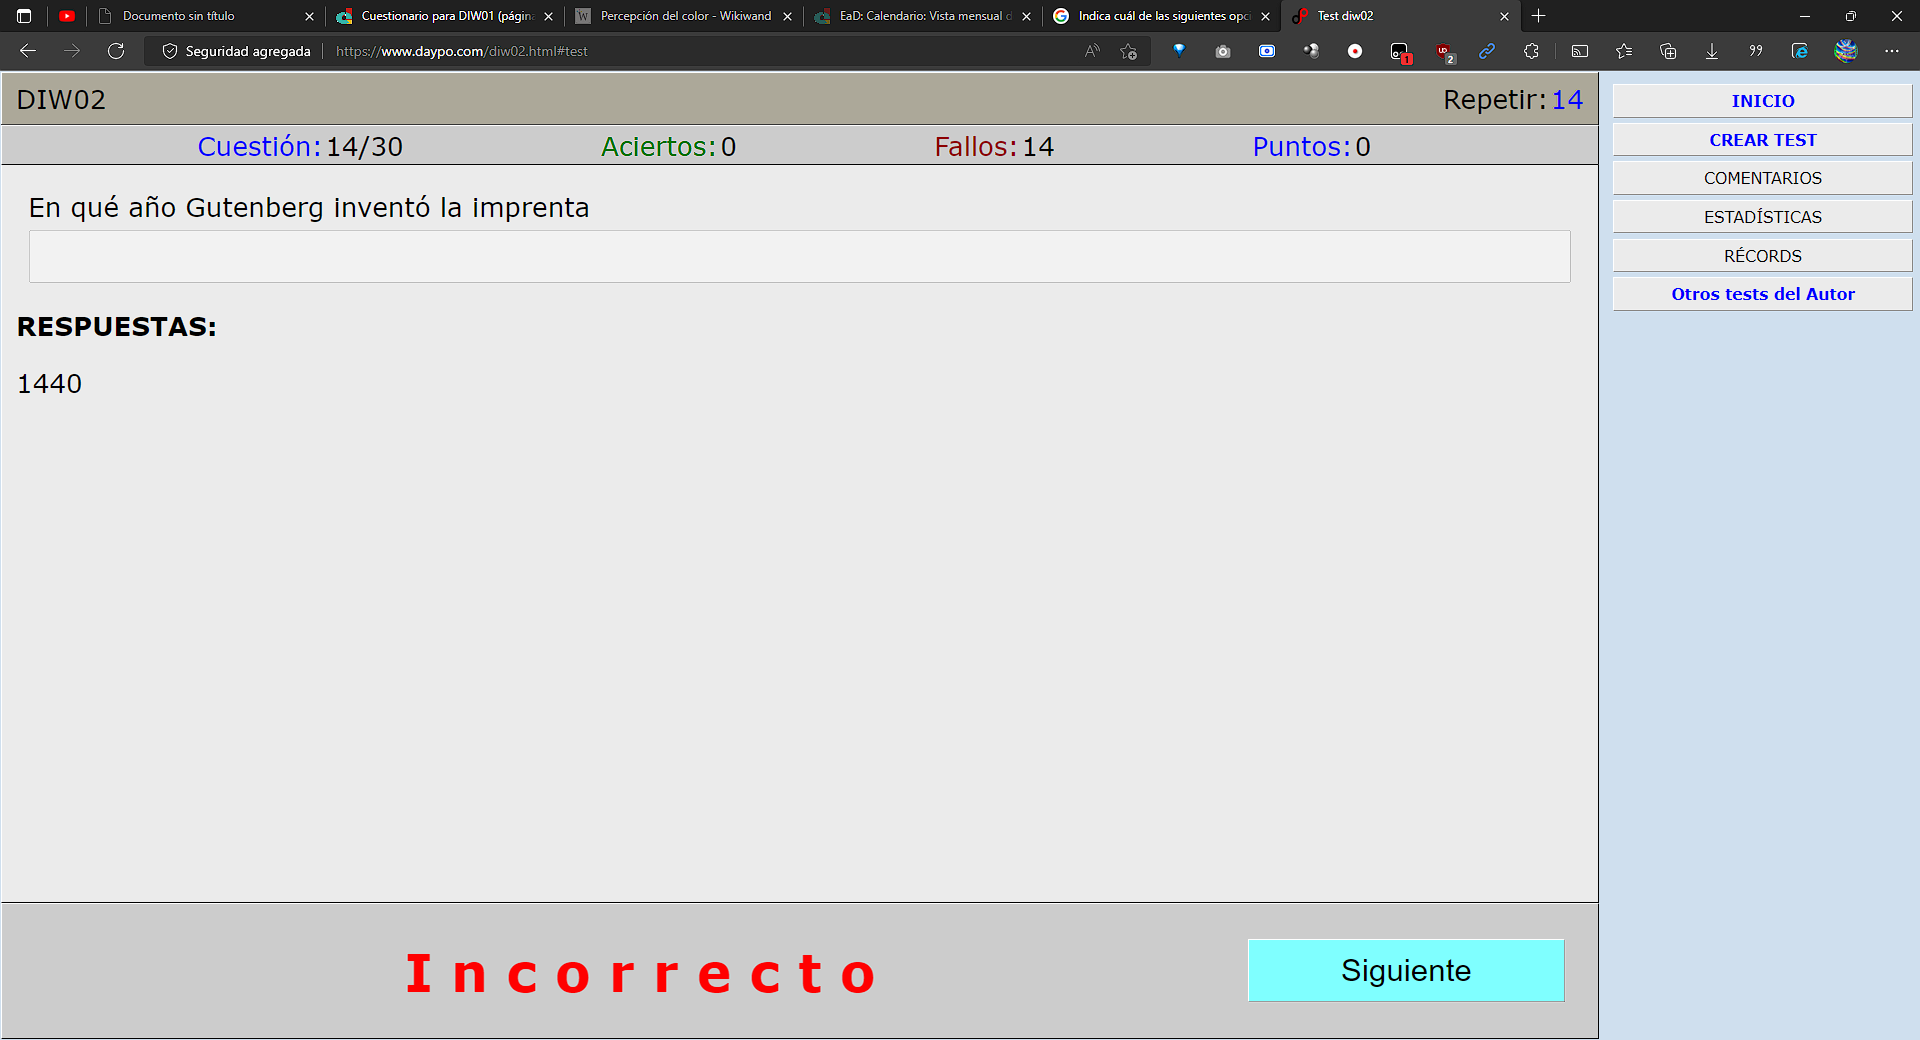 Documento sin título
Cuestionario para DIW01 (págin
Percepción del color - Wikiwand
EaD: Calendario: Vista mensual d
Indica cuál de las siguientes opc
Test diw02
Seguridad agregada
https://www.daypo.com/diw02.html#test
DIW02
Repetir: 14
Cuestión: 14/30
Aciertos: 0
Fallos: 14
Puntos: 0
En qué año Gutenberg inventó la imprenta
RESPUESTAS:
1440
Incorrecto
Siguiente
INICIO
CREAR TEST
COMENTARIOS
ESTADÍSTICAS
RÉCORDS
Otros tests del Autor